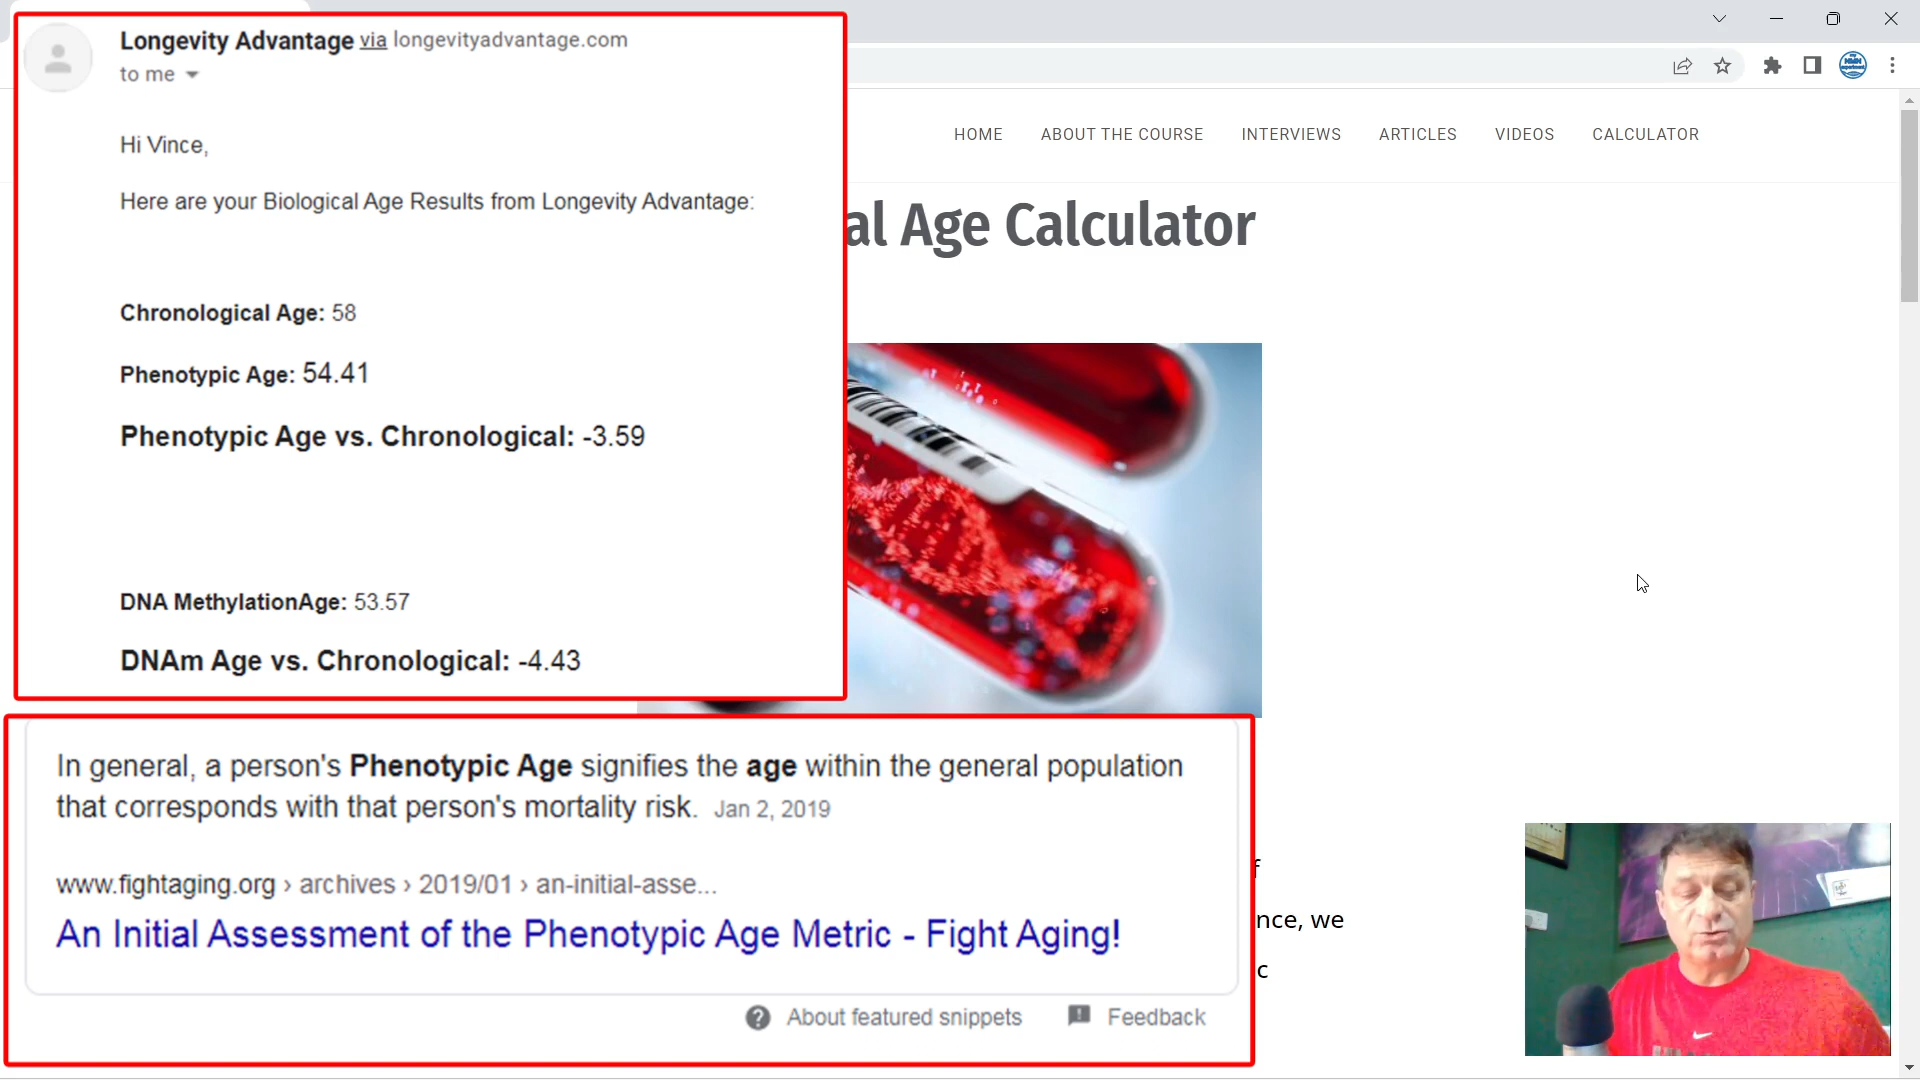 Longevity Advantage via longevityadvantage.com
to me
Hi Vince,
Here are your Biological Age Results from Longevity Advantage:
Chronological Age: 58
Phenotypic Age: 54.41
Phenotypic Age vs. Chronological: -3.59
DNA MethylationAge: 53.57
DNAm Age vs. Chronological: -4.43
HOME ABOUT THE COURSE INTERVIEWS ARTICLES VIDEOS CALCULATOR
al Age Calculator
In general, a person's Phenotypic Age signifies the age within the general population
that corresponds with that person's mortality risk. Jan 2, 2019
www.fightaging.org › archives › 2019/01 › an-initial-asse...
An Initial Assessment of the Phenotypic Age Metric - Fight Aging!
About featured snippets Feedback
f
nce, we
c